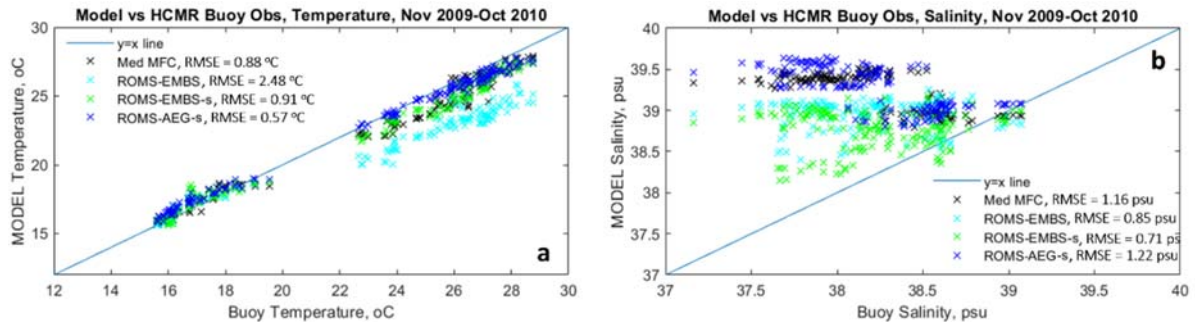 Model vs HCMR Buoy Obs, Temperature, Nov 2009-Oct 2010
30
25
20
15
MODEL Temperature, oC
y=x line
Med MFC, RMSE = 0.88 ºC
ROMS-EMBS, RMSE = 2.48 ºC
ROMS-EMBS-s, RMSE = 0.91 ºC
ROMS-AEG-s, RMSE = 0.57 ºC
a
12 14 16 18 20 22 24 26 28 30
Buoy Temperature, oC
Model vs HCMR Buoy Obs, Salinity, Nov 2009-Oct 2010
40
39.5
39
38.5
38
37.5
37
MODEL Salinity, psu
b
y=x line
Med MFC, RMSE = 1.16 psu
ROMS-EMBS, RMSE = 0.85 psu
ROMS-EMBS-s, RMSE = 0.71 ps
ROMS-AEG-s, RMSE = 1.22 psu
37 37.5 38 38.5 39 39.5 40
Buoy Salinity, psu